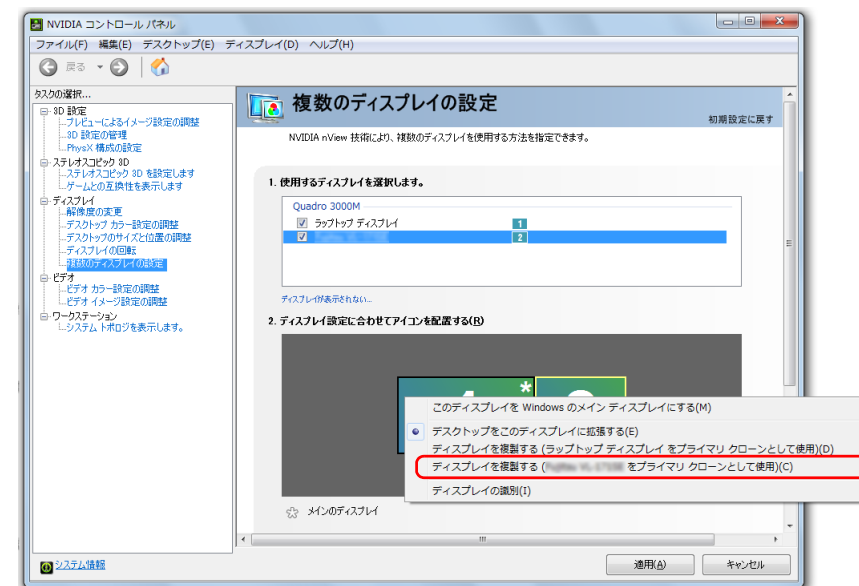 NVIDIA コントロール パネル
ファイル(F) 編集(E) デスクトップ(E) ディスプレイ(D) ヘルプ(H)
戻る
タスクの選択...
3D 設定
プレビューによるイメージ設定の調整
3D 設定の管理
PhysX 構成の設定
ステレオスコピック 3D
ステレオスコピック 3D を設定します
ゲームとの互換性を表示します
ディスプレイ
解像度の変更
デスクトップ カラー設定の調整
デスクトップのサイズと位置の調整
ディスプレイの回転
複数のディスプレイの設定
ビデオ
ビデオ カラー設定の調整
ビデオ イメージ設定の調整
ワークステーション
システム トポロジを表示します。
複数のディスプレイの設定
初期設定に戻す
NVIDIA nView 技術により、複数のディスプレイを使用する方法を指定できます。
1. 使用するディスプレイを選択します。
Quadro 3000M
ラップトップ ディスプレイ 1
2
ディスプレイが表示されない...
2. ディスプレイ設定に合わせてアイコンを配置する(R)
このディスプレイを Windows のメイン ディスプレイにする(M)
デスクトップをこのディスプレイに拡張する(E)
ディスプレイを複製する (ラップトップ ディスプレイ をプライマリ クローンとして使用)(D)
ディスプレイを複製する ( をプライマリ クローンとして使用)(C)
ディスプレイの識別(I)
メインのディスプレイ
システム情報
適用(A)
キャンセル